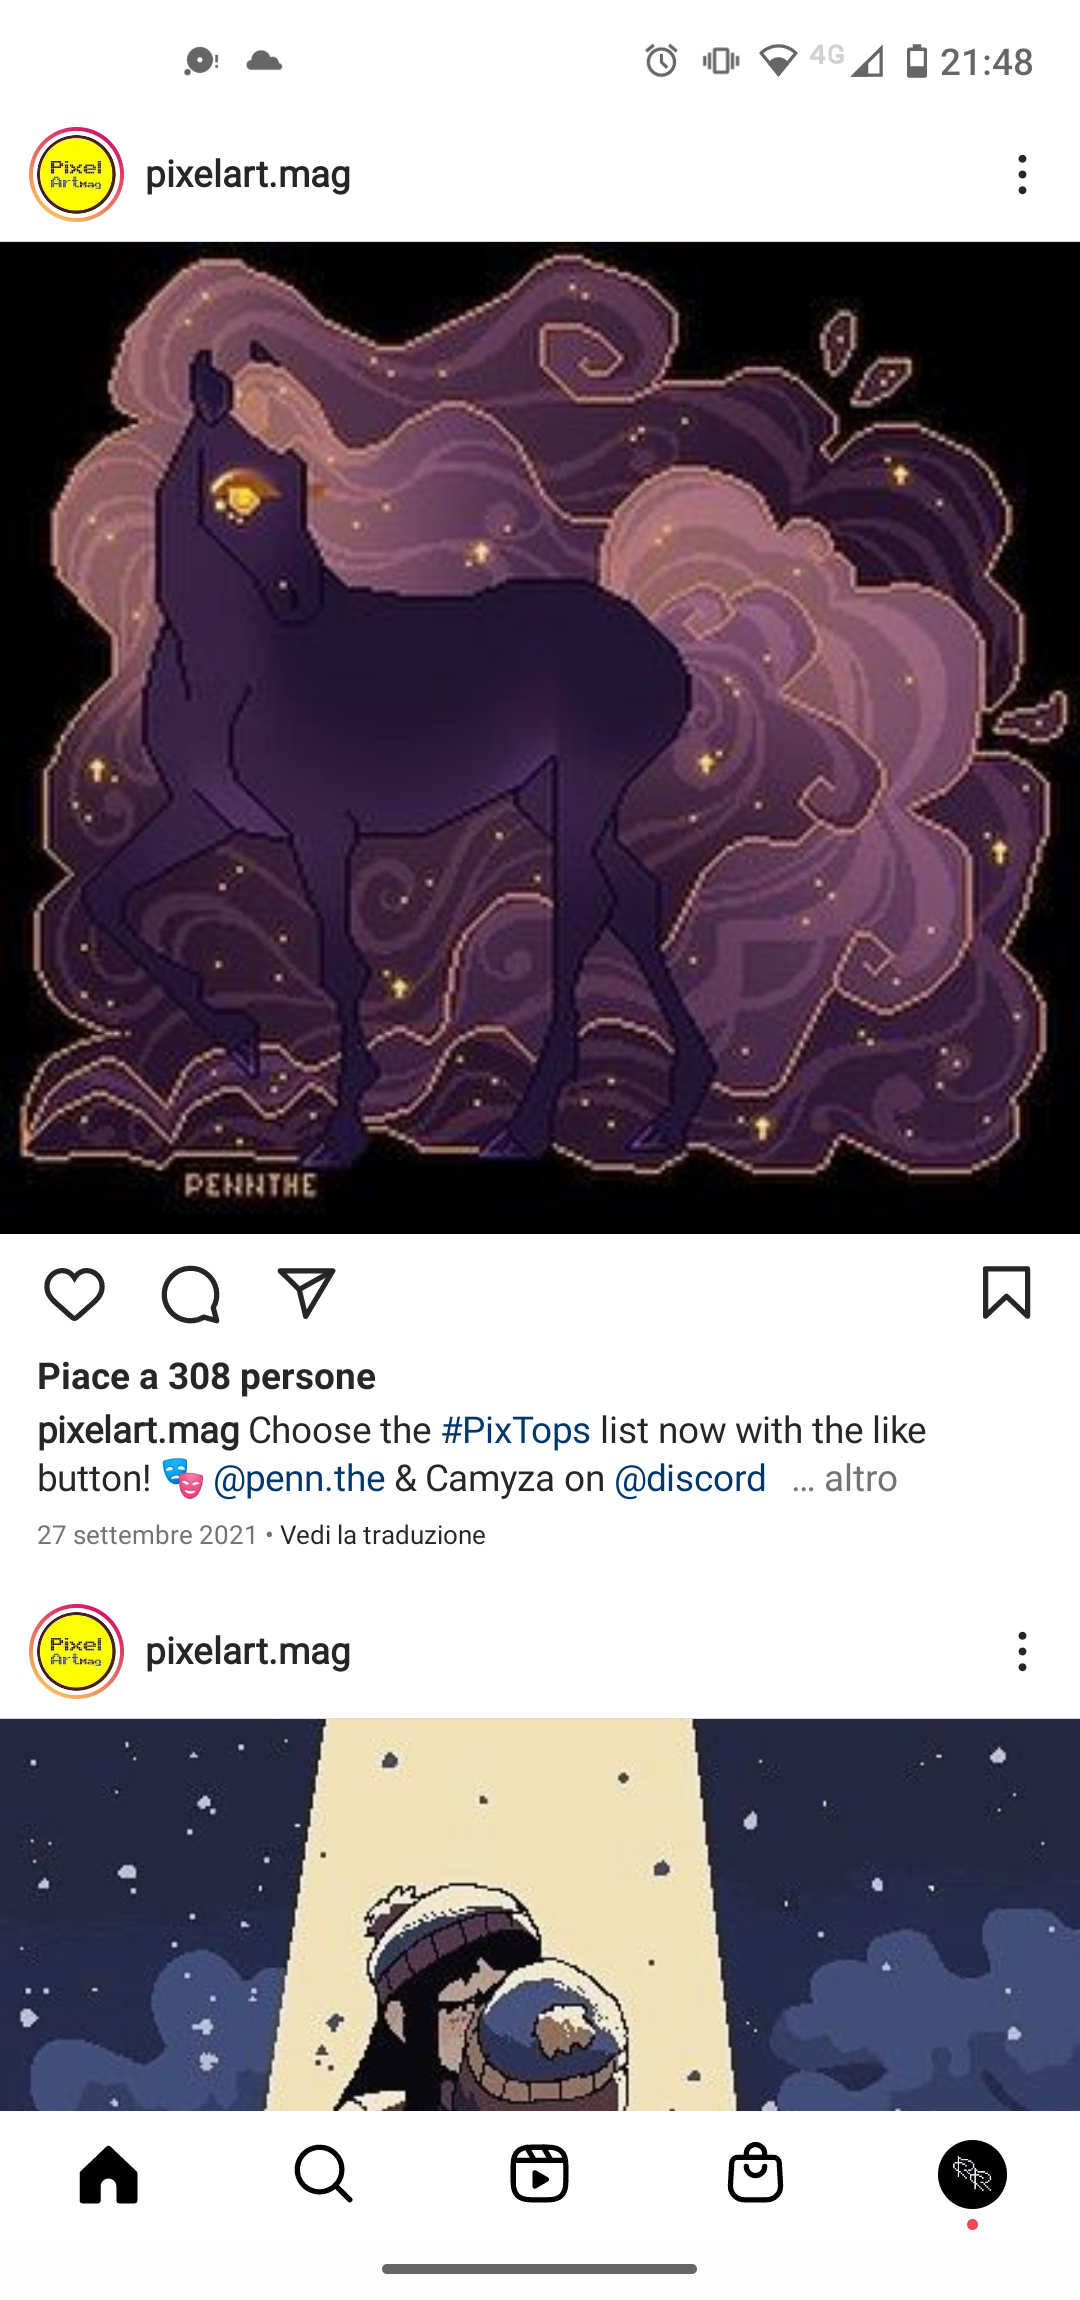 4G 21:48
Pixel
ArtMag
pixelart.mag
PENNTHE
Piace a 308 persone
pixelart.mag Choose the #PixTops list now with the like
button! 🎭 @penn.the & Camyza on @discord ... altro
27 settembre 2021 • Vedi la traduzione
Pixel
ArtMag
pixelart.mag